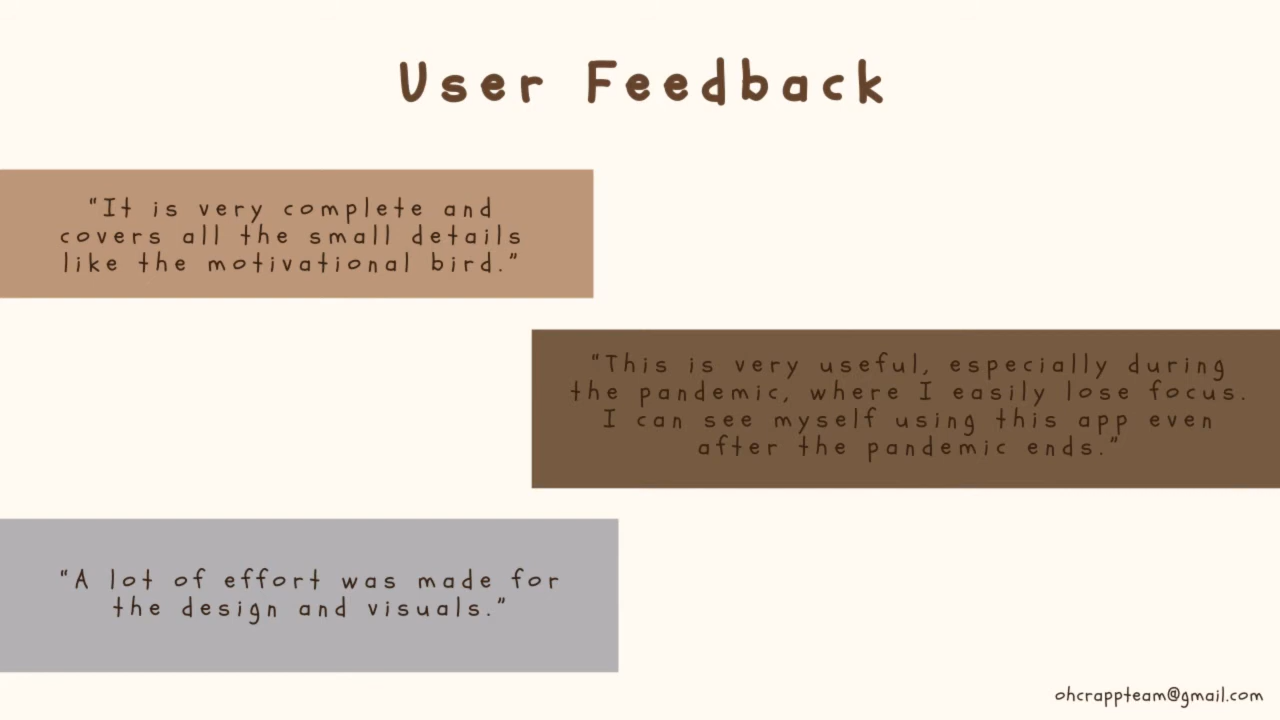 User Feedback
“It is very complete and
covers all the small details
like the motivational bird.”
“This is very useful, especially during
the pandemic, where I easily lose focus.
I can see myself using this app even
after the pandemic ends.”
“A lot of effort was made for
the design and visuals.”
ohcrappteam@gmail.com